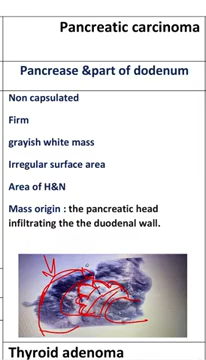 Pancreatic carcinoma
Pancrease &part of dodenum
Non capsulated
Firm
grayish white mass
Irregular surface area
Area of H&N
Mass origin : the pancreatic head
infiltrating the the duodenal wall.
Thyroid adenoma